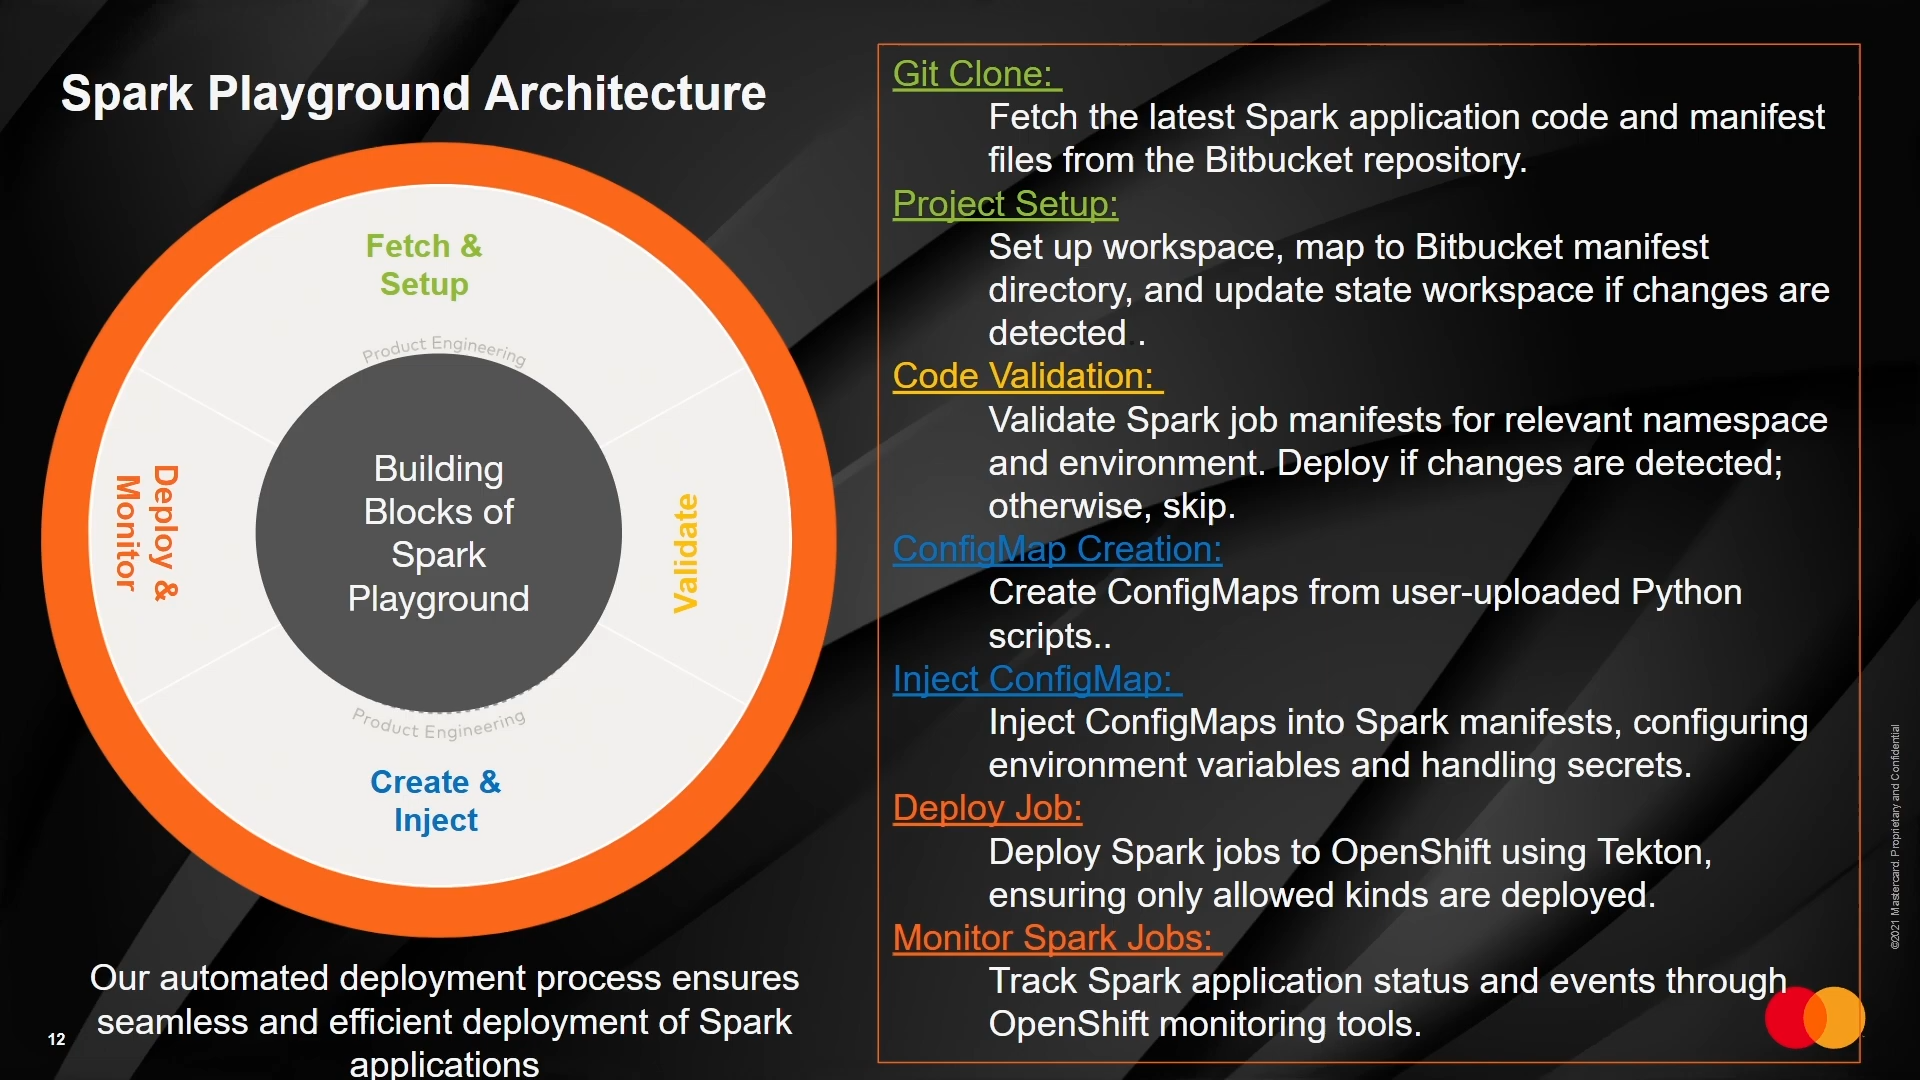 Spark Playground Architecture
Fetch &
Setup
Product Engineering
Deploy &
Monitor
Building
Blocks of
Spark
Playground
Validate
Product Engineering
Create &
Inject
Our automated deployment process ensures
seamless and efficient deployment of Spark
applications
12
Git Clone:
Fetch the latest Spark application code and manifest
files from the Bitbucket repository.
Project Setup:
Set up workspace, map to Bitbucket manifest
directory, and update state workspace if changes are
detected .
Code Validation:
Validate Spark job manifests for relevant namespace
and environment. Deploy if changes are detected;
otherwise, skip.
ConfigMap Creation:
Create ConfigMaps from user-uploaded Python
scripts..
Inject ConfigMap:
Inject ConfigMaps into Spark manifests, configuring
environment variables and handling secrets.
Deploy Job:
Deploy Spark jobs to OpenShift using Tekton,
ensuring only allowed kinds are deployed.
Monitor Spark Jobs:
Track Spark application status and events through
OpenShift monitoring tools.
©2021 Mastercard. Proprietary and Confidential